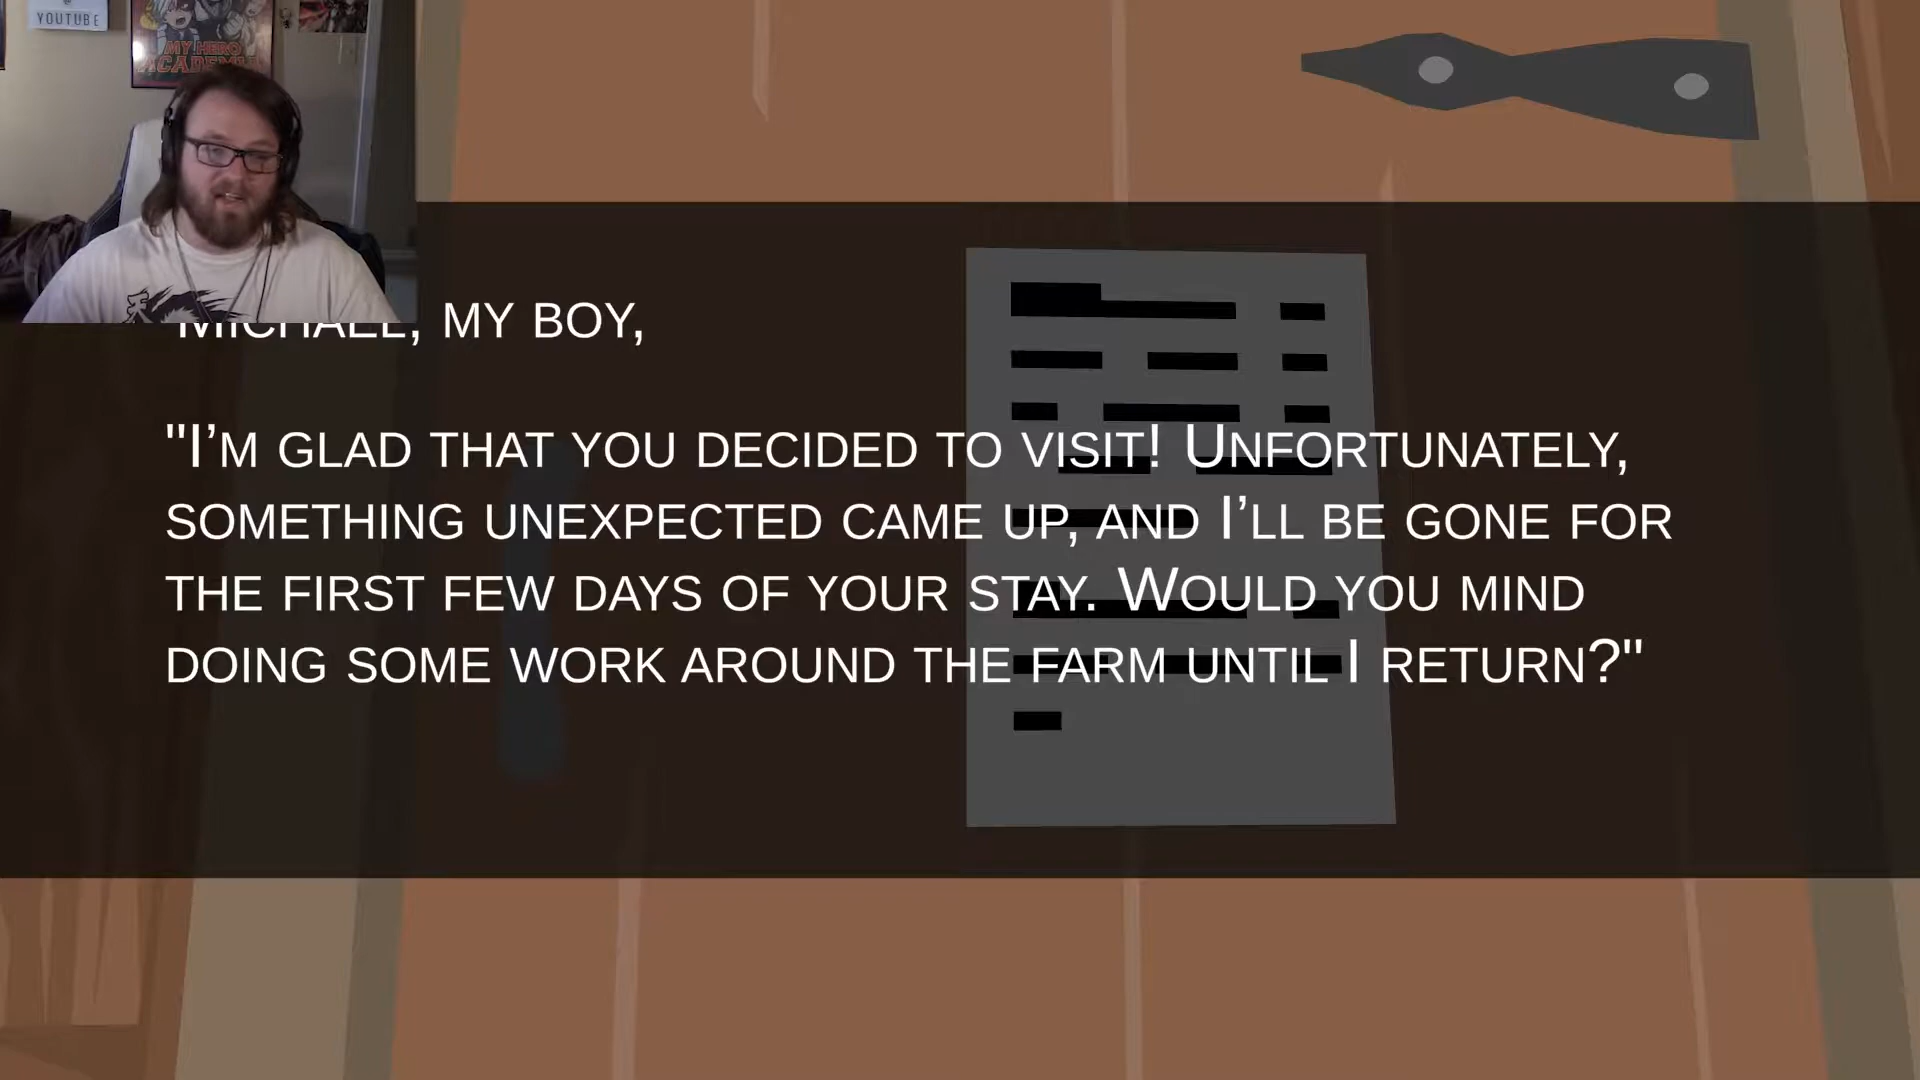 YOUTUBE
MY HERO
ACADEMIA
"MICHAEL, MY BOY,
"I’M GLAD THAT YOU DECIDED TO VISIT! UNFORTUNATELY,
SOMETHING UNEXPECTED CAME UP, AND I’LL BE GONE FOR
THE FIRST FEW DAYS OF YOUR STAY. WOULD YOU MIND
DOING SOME WORK AROUND THE FARM UNTIL I RETURN?"